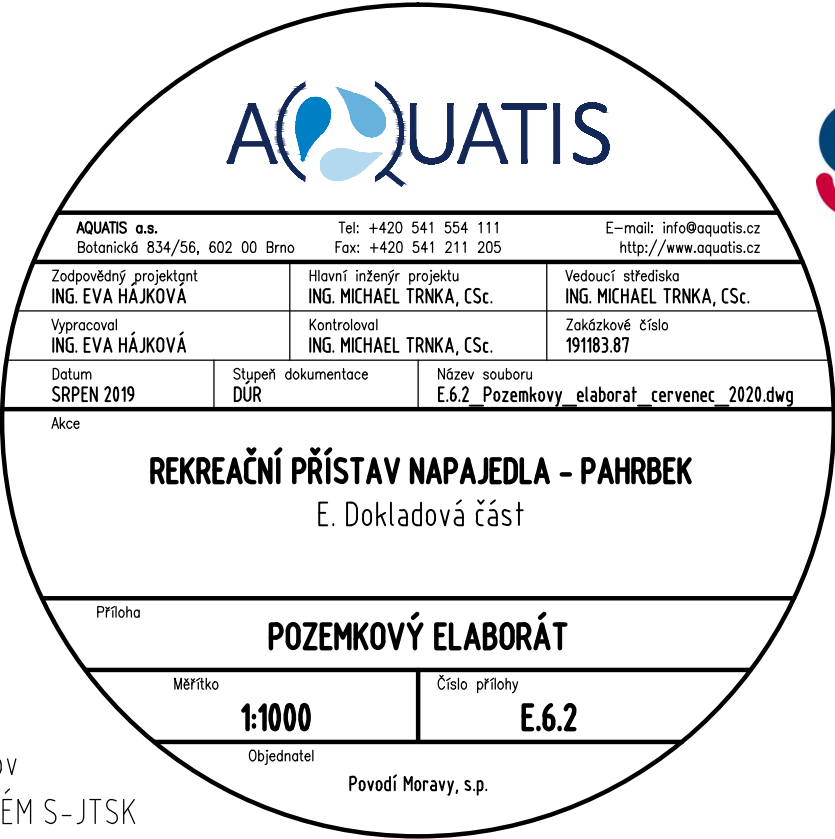 AQUATIS
AQUATIS a.s. Tel: +420 541 554 111 E-mail: info@aquatis.cz
Botanická 834/56, 602 00 Brno Fax: +420 541 211 205 http://www.aquatis.cz
Zodpovědný projektant Hlavní inženýr projektu Vedoucí střediska
ING. EVA HÁJKOVÁ ING. MICHAEL TRNKA, CSc. ING. MICHAEL TRNKA, CSc.
Vypracoval Kontroloval Zakázkové číslo
ING. EVA HÁJKOVÁ ING. MICHAEL TRNKA, CSc. 191183.87
Datum Stupeň dokumentace Název souboru
SRPEN 2019 DÚR E.6.2_Pozemkovy_elaborat_cervenec_2020.dwg
Akce
REKREAČNÍ PŘÍSTAV NAPAJEDLA - PAHRBEK
E. Dokladová část
Příloha
POZEMKOVÝ ELABORÁT
Měřítko Číslo přílohy
1:1000 E.6.2
Objednatel
Povodí Moravy, s.p.
OV
ÉM S-JTSK